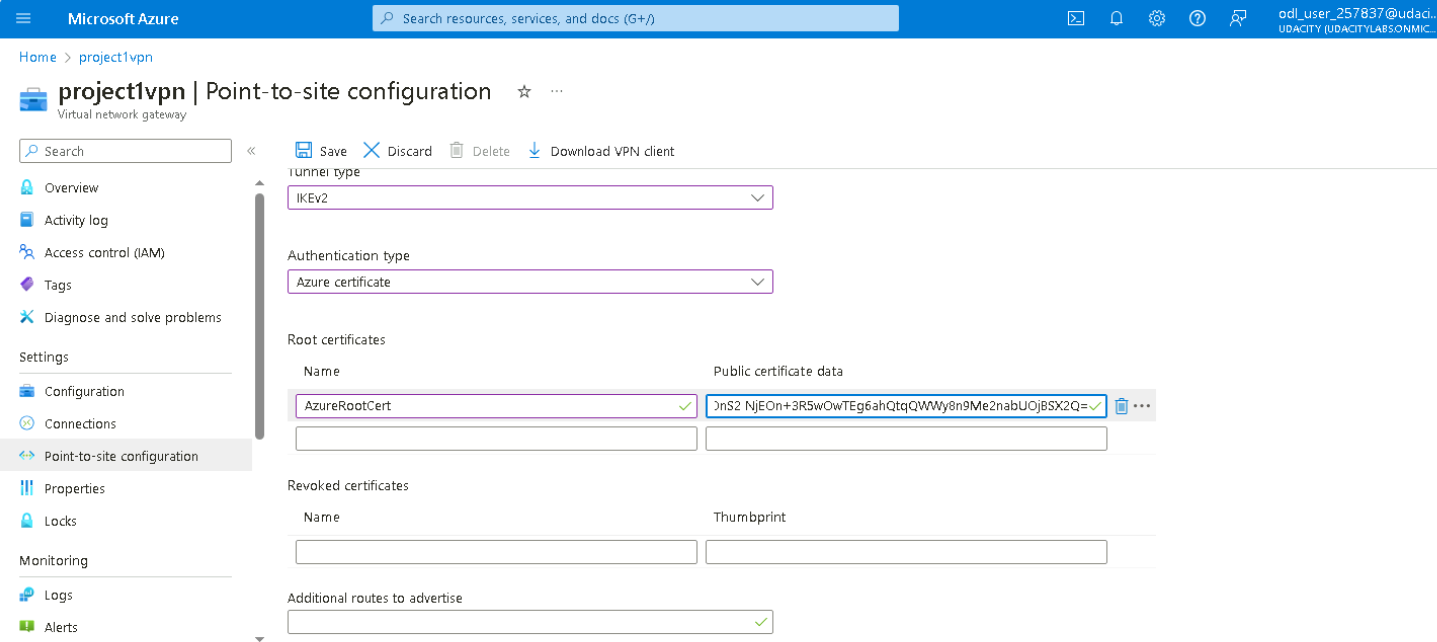 Microsoft Azure
Search resources, services, and docs (G+/)
odl_user_257837@udaci...
UDACITY (UDACITYLABS.ONMIC...
Home > project1vpn
project1vpn | Point-to-site configuration
Virtual network gateway
Search
Save
Discard
Delete
Download VPN client
Overview
Activity log
Access control (IAM)
Tags
Diagnose and solve problems
Settings
Configuration
Connections
Point-to-site configuration
Properties
Locks
Monitoring
Logs
Alerts
Tunnel type
IKEv2
Authentication type
Azure certificate
Root certificates
Name
Public certificate data
AzureRootCert
NjEOn+3R5wOwTEg6ahQtqQWWy8n9Me2nabUOjBSX2Q=
Revoked certificates
Name
Thumbprint
Additional routes to advertise